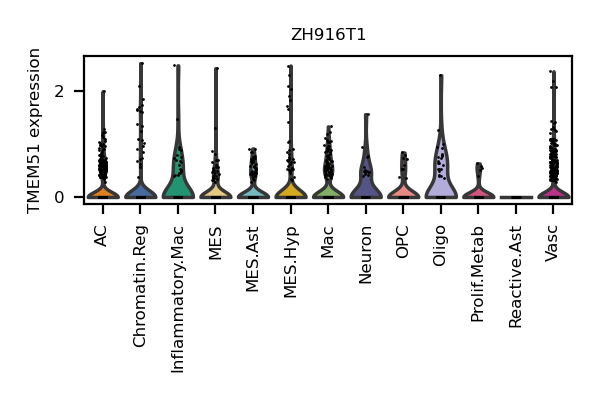 ZH916T1
TMEM51 expression
2
0
AC
Chromatin.Reg
Inflammatory.Mac
MES
MES.Ast
MES.Hyp
Mac
Neuron
OPC
Oligo
Prolif.Metab
Reactive.Ast
Vasc